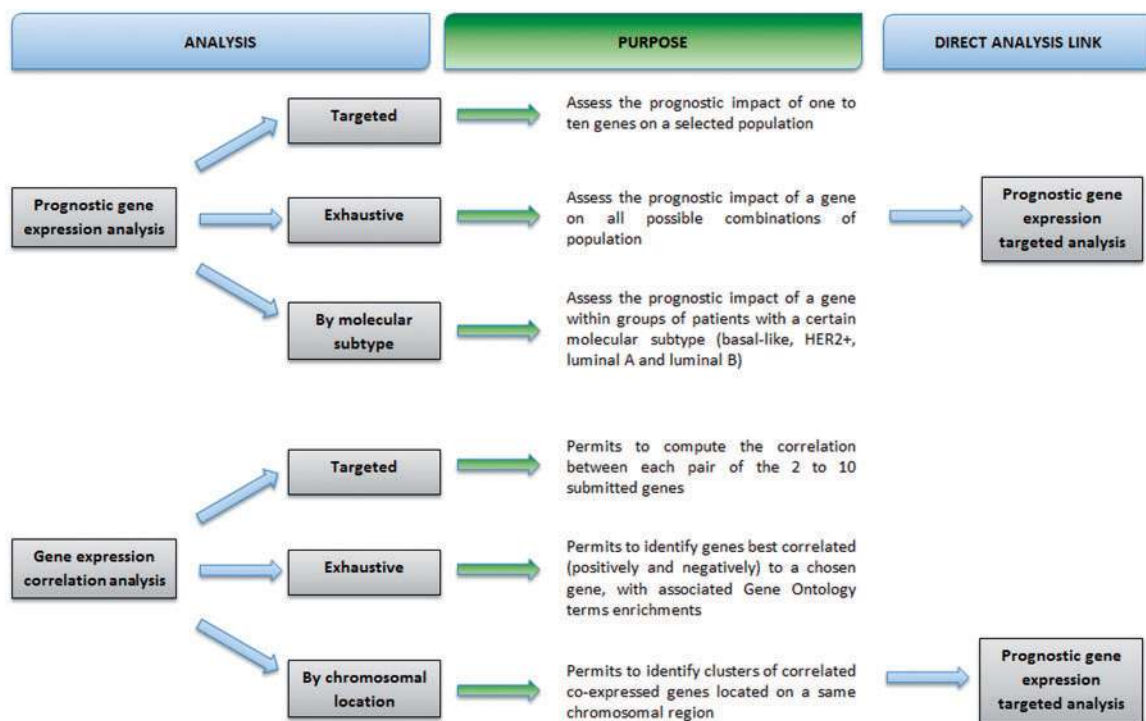 ANALYSIS
PURPOSE
DIRECT ANALYSIS LINK
Prognostic gene
expression analysis
Targeted
Assess the prognostic impact of one to
ten genes on a selected population
Exhaustive
Assess the prognostic impact of a gene
on all possible combinations of
population
Prognostic gene
expression
targeted analysis
By molecular
subtype
Assess the prognostic impact of a gene
within groups of patients with a certain
molecular subtype (basal-like, HER2+,
luminal A and luminal B)
Gene expression
correlation analysis
Targeted
Permits to compute the correlation
between each pair of the 2 to 10
submitted genes
Exhaustive
Permits to identify genes best correlated
(positively and negatively) to a chosen
gene, with associated Gene Ontology
terms enrichments
By chromosomal
location
Permits to identify clusters of correlated
co-expressed genes located on a same
chromosomal region
Prognostic gene
expression
targeted analysis